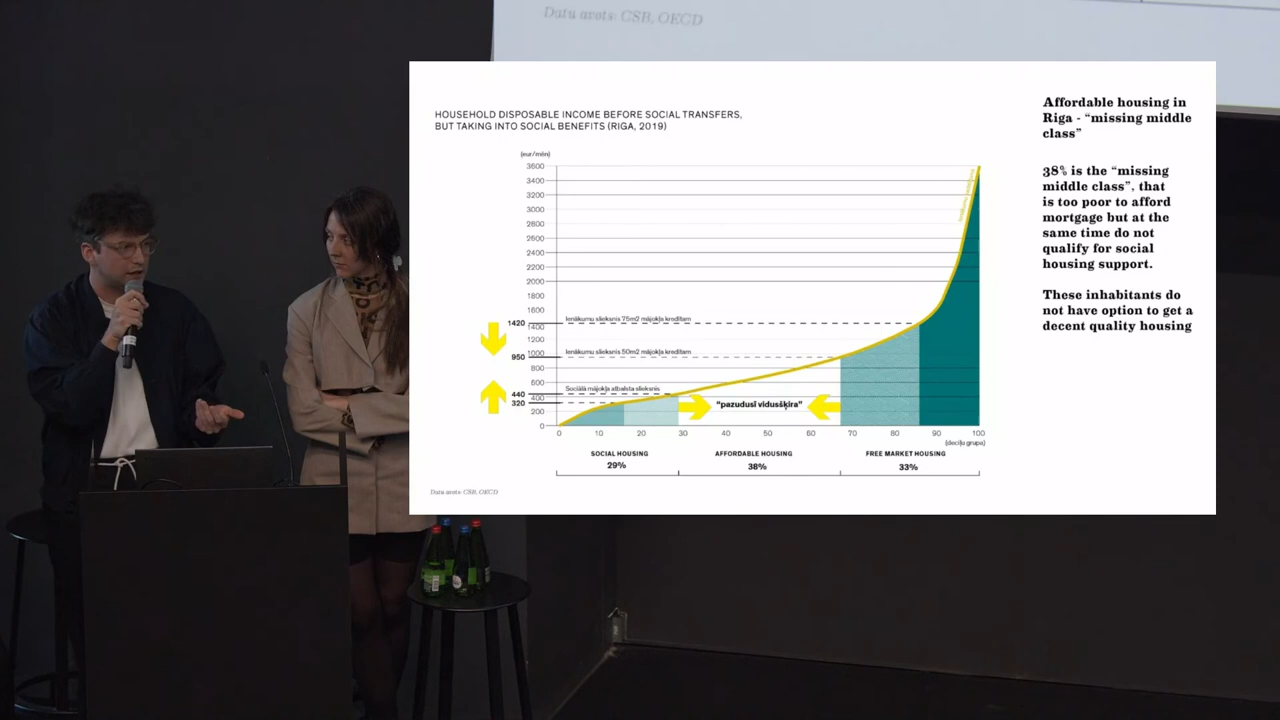 Datu avots: CSB, OECD
HOUSEHOLD DISPOSABLE INCOME BEFORE SOCIAL TRANSFERS,
BUT TAKING INTO SOCIAL BENEFITS (RIGA, 2019)
(eur/mēn)
3600
3400
3200
3000
2800
2600
2400
2200
2000
1800
1600
1420
1400
1200
1000
950
800
600
440
400
320
200
0
Ienākumu slieksnis 75m2 mājokļa kredītam
Ienākumu slieksnis 50m2 mājokļa kredītam
Sociālā mājokļa atbalsta slieksnis
"pazudusī vidusšķira"
0 10 20 30 40 50 60 70 80 90 100
(deciļu grupa)
SOCIAL HOUSING
29%
AFFORDABLE HOUSING
38%
FREE MARKET HOUSING
33%
Datu avots: CSB, OECD
Affordable housing in
Riga - "missing middle
class"
38% is the "missing
middle class", that
is too poor to afford
mortgage but at the
same time do not
qualify for social
housing support.
These inhabitants do
not have option to get a
decent quality housing